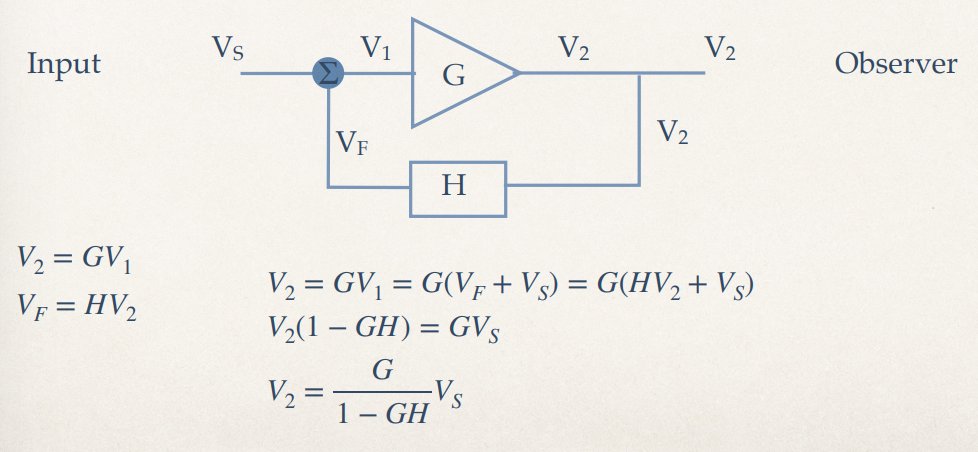 Input V_S V_1 V_2 V_2 Observer
Σ G
V_F V_2
H
V_2 = GV_1
V_F = HV_2
V_2 = GV_1 = G(V_F + V_S) = G(HV_2 + V_S)
V_2(1 − GH) = GV_S
V_2 = \frac{G}{1 − GH} V_S